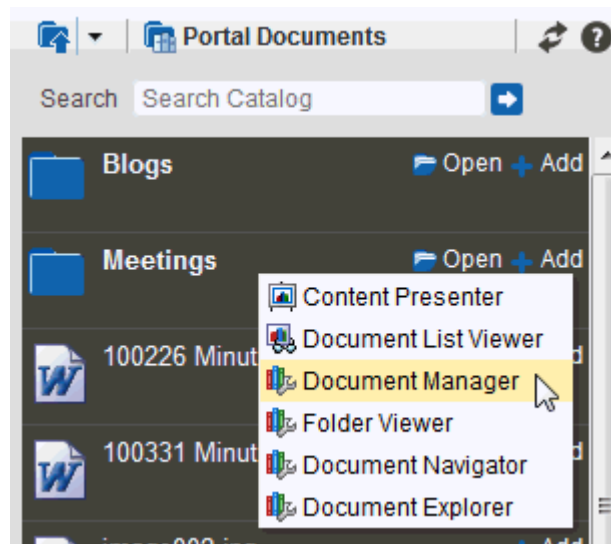 Portal Documents
Search Search Catalog
Blogs Open Add
Meetings Open Add
Content Presenter
Document List Viewer
100226 Minut
Document Manager
Folder Viewer
100331 Minut
Document Navigator
Document Explorer
Add